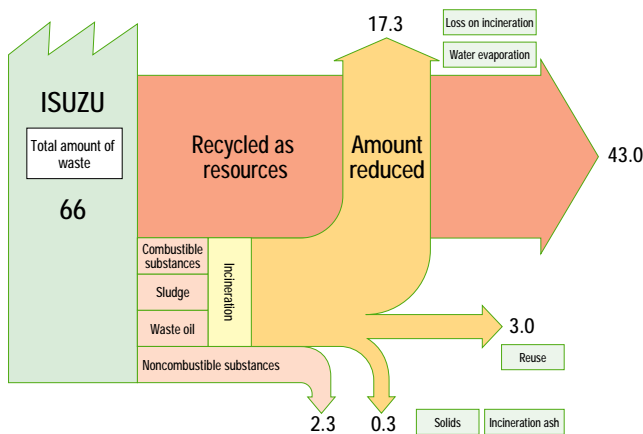 17.3
Loss on incineration
Water evaporation
ISUZU
Total amount of
waste
66
Recycled as
resources
Amount
reduced
43.0
Combustible
substances
Sludge
Waste oil
Incineration
Noncombustible substances
3.0
Reuse
2.3
0.3
Solids
Incineration ash